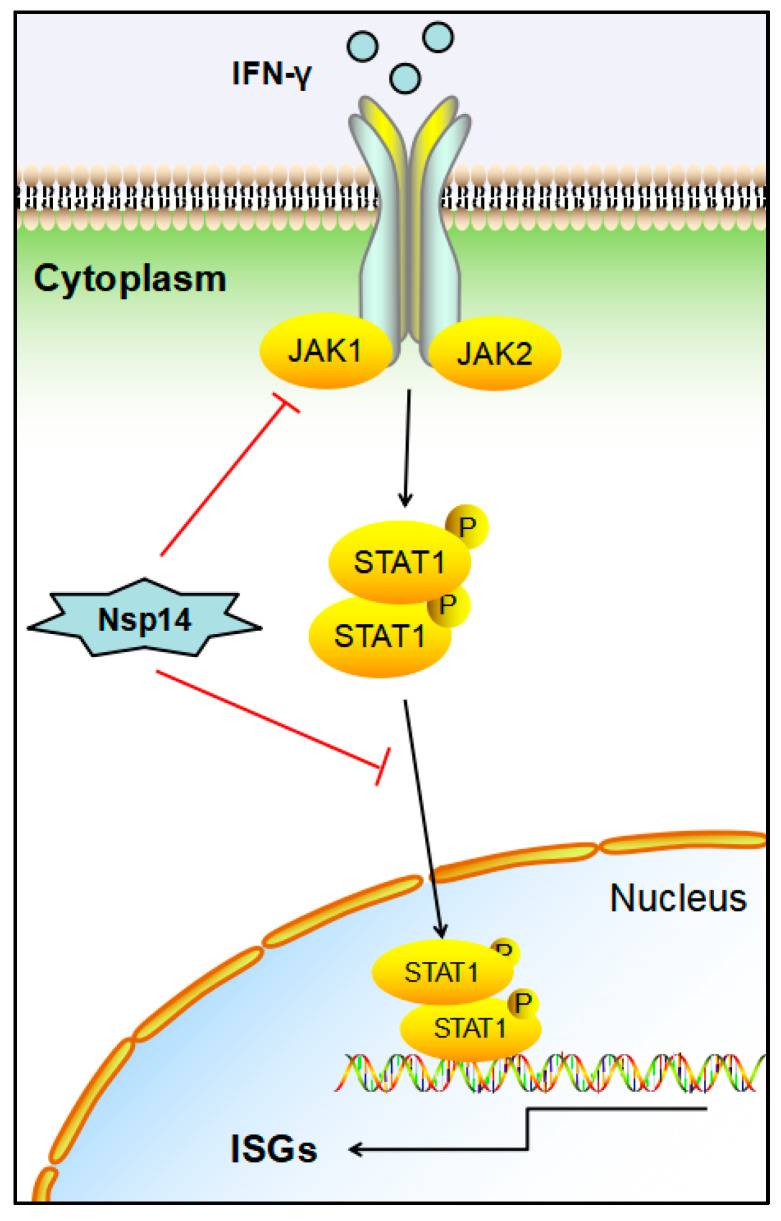 IFN-γ
Cytoplasm
JAK1
JAK2
P
STAT1
P
STAT1
Nsp14
Nucleus
P
STAT1
P
STAT1
ISGs